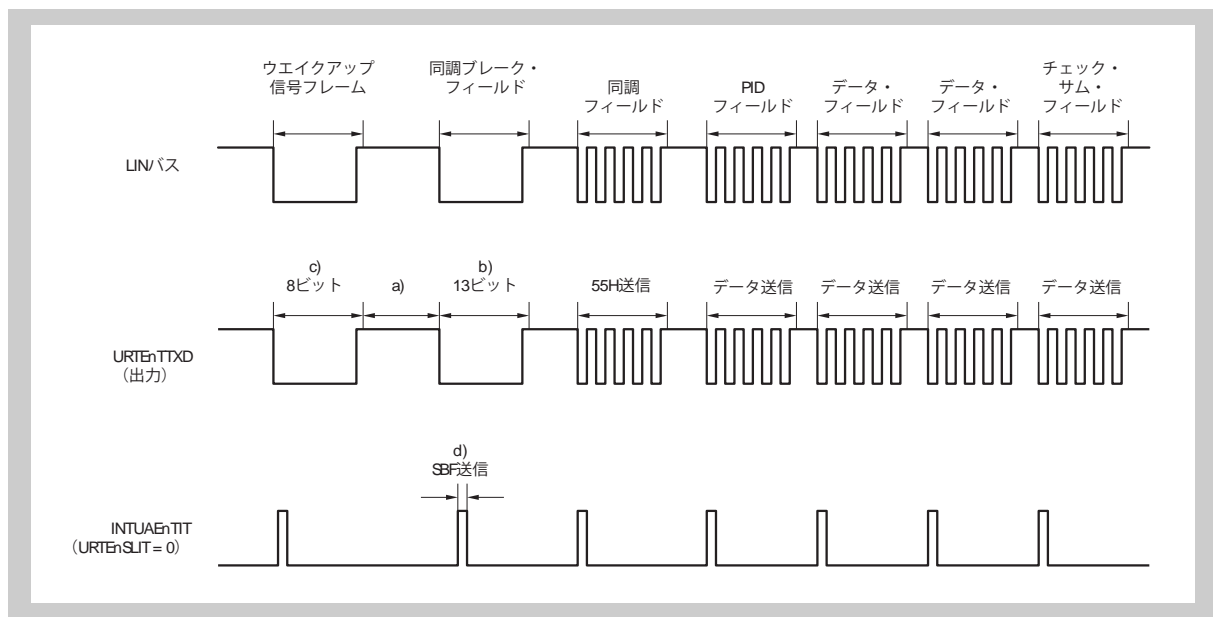 ウエイクアップ
信号フレーム
同調ブレーク・
フィールド
同調
フィールド
PID
フィールド
データ・
フィールド
データ・
フィールド
チェック・
サム・
フィールド
LINバス
c)
8ビット
a)
b)
13ビット
55H送信
データ送信
データ送信
データ送信
データ送信
URTEnTTXD
（出力）
d)
SBF送信
INTUAEnTIT
（URTEnSLIT = 0）